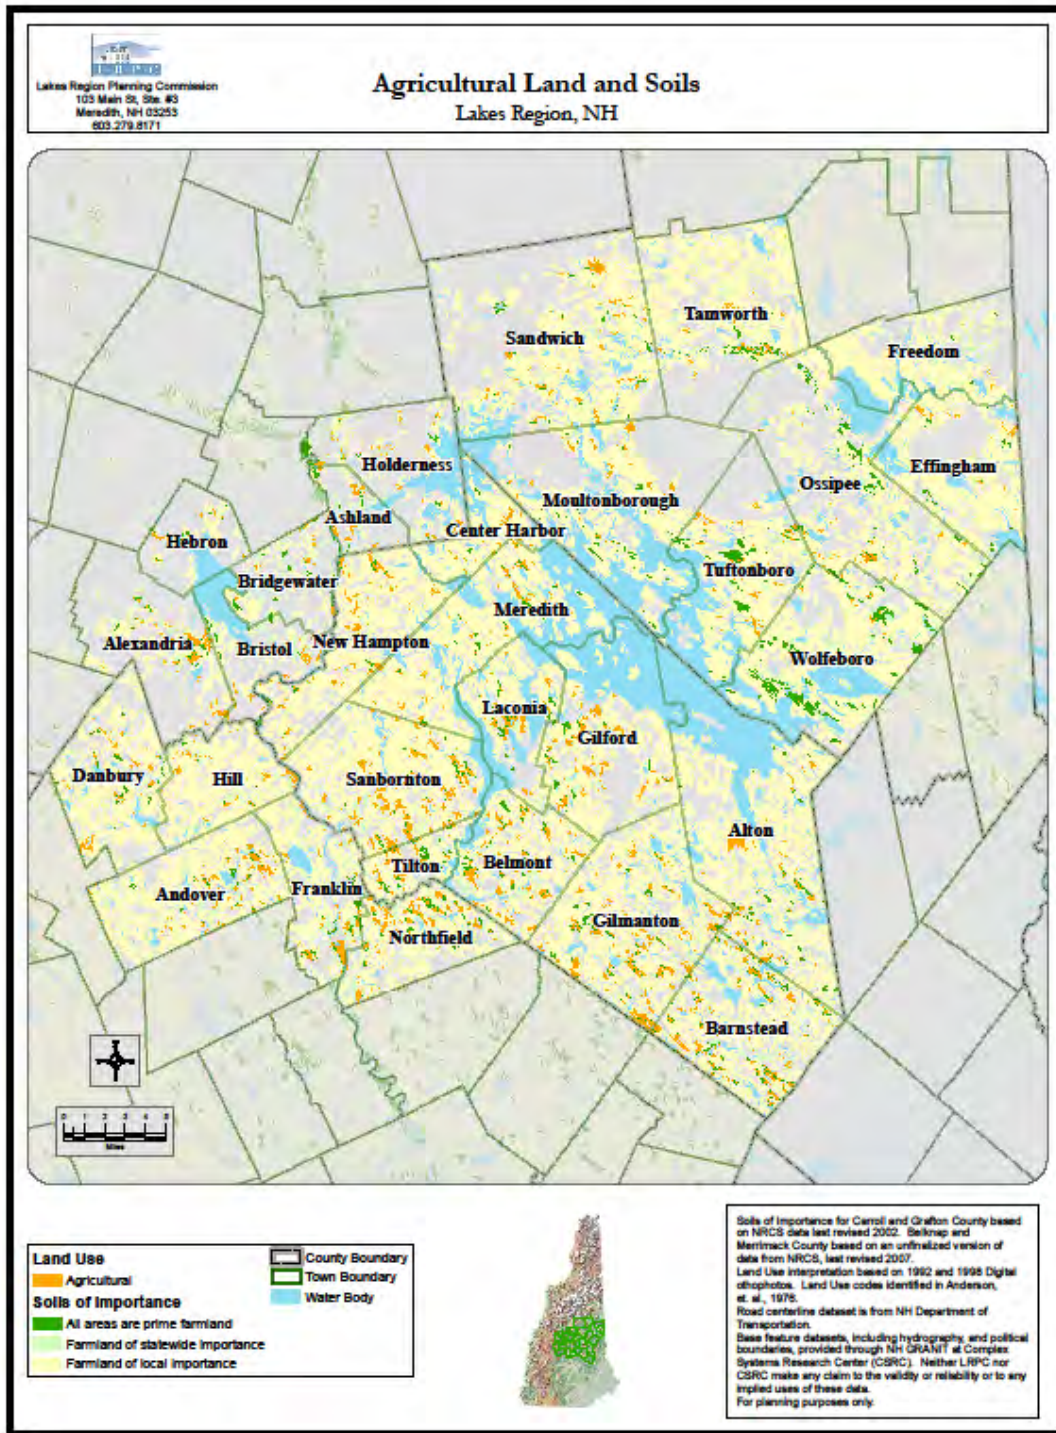 Lakes Region Planning Commission
103 Main St, Ste. #3
Meredith, NH 03253
603.279.8171
Agricultural Land and Soils
Lakes Region, NH
Tamworth
Sandwich
Freedom
Holderness
Effingham
Ossipee
Moultonborough
Ashland
Center Harbor
Hebron
Tuftonboro
Bridgewater
Meredith
Alexandria
New Hampton
Bristol
Wolfeboro
Laconia
Gilford
Danbury
Hill
Sanbornton
Alton
Belmont
Tilton
Andover
Franklin
Gilmanton
Northfield
Barnstead
0 1 2 3 4 5
Miles
Land Use
Agricultural
Soils of Importance
All areas are prime farmland
Farmland of statewide importance
Farmland of local importance
County Boundary
Town Boundary
Water Body
Soils of Importance for Carroll and Grafton County based
on NRCS data last revised 2002. Belknap and
Merrimack County based on an unfinalized version of
data from NRCS, last revised 2007.
Land Use interpretation based on 1992 and 1998 Digital
othophotos. Land Use codes identified in Anderson,
et. al., 1976.
Road centerline dataset is from NH Department of
Transportation.
Base feature datasets, including hydrography, and political
boundaries, provided through NH GRANIT at Complex
Systems Research Center (CSRC). Neither LRPC nor
CSRC make any claim to the validity or reliability or to any
implied uses of these data.
For planning purposes only.